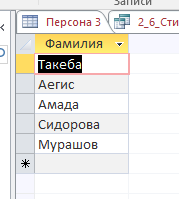 Записи
Персона 3
2_6_Сти
Фамилия
Такеба
Аегис
Амада
Сидорова
Мурашов